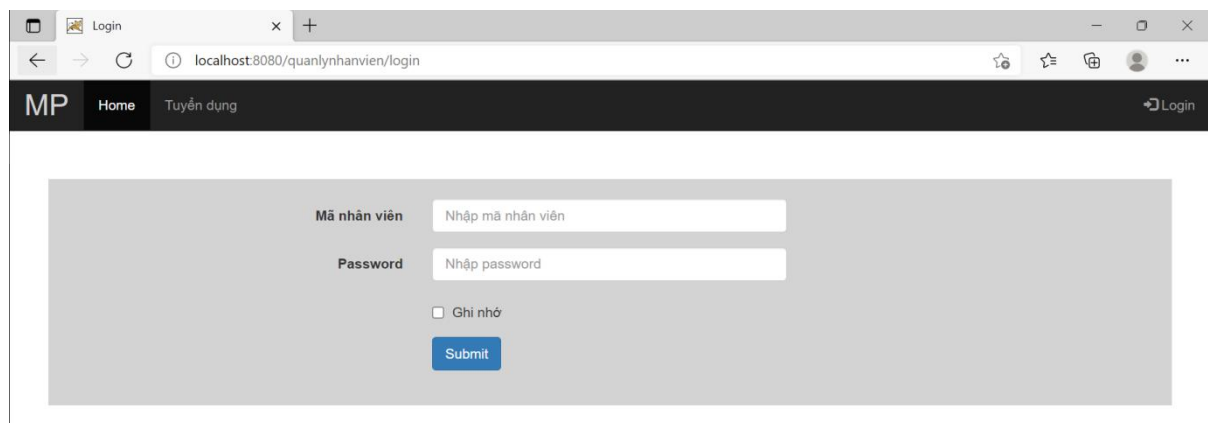 Login
localhost:8080/quanlynhanvien/login
MP Home Tuyển dụng Login
Mã nhân viên Nhập mã nhân viên
Password Nhập password
Ghi nhớ
Submit